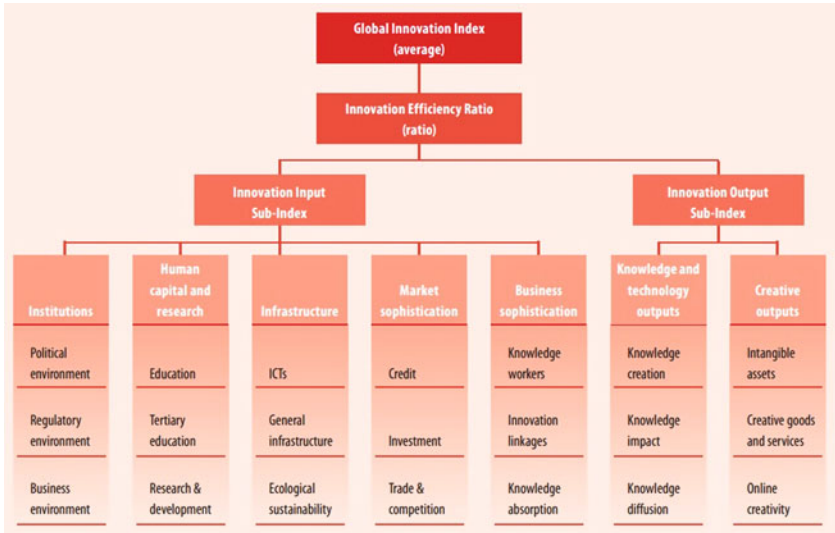 Global Innovation Index
(average)
Innovation Efficiency Ratio
(ratio)
Innovation Input
Sub-Index
Innovation Output
Sub-Index
Institutions
Human
capital and
research
Infrastructure
Market
sophistication
Business
sophistication
Knowledge and
technology
outputs
Creative
outputs
Political
environment
Education
ICTs
Credit
Knowledge
workers
Knowledge
creation
Intangible
assets
Regulatory
environment
Tertiary
education
General
infrastructure
Investment
Innovation
linkages
Knowledge
impact
Creative goods
and services
Business
environment
Research &
development
Ecological
sustainability
Trade &
competition
Knowledge
absorption
Knowledge
diffusion
Online
creativity